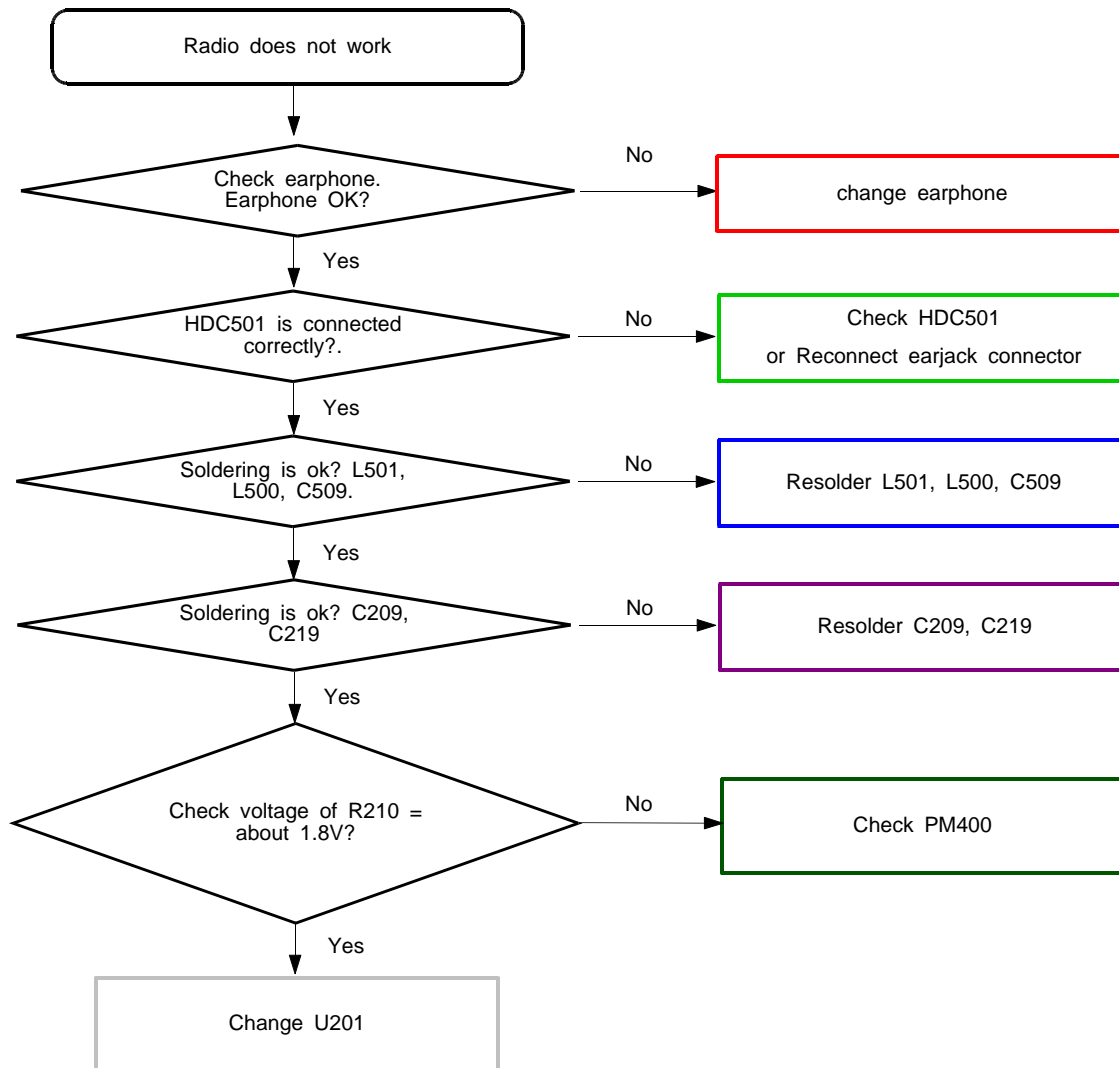 Radio does not work
Check earphone.
Earphone OK?
No
change earphone
Yes
HDC501 is connected
correctly?.
No
Check HDC501
or Reconnect earjack connector
Yes
Soldering is ok? L501,
L500, C509.
No
Resolder L501, L500, C509
Yes
Soldering is ok? C209,
C219
No
Resolder C209, C219
Yes
Check voltage of R210 =
about 1.8V?
No
Check PM400
Yes
Change U201